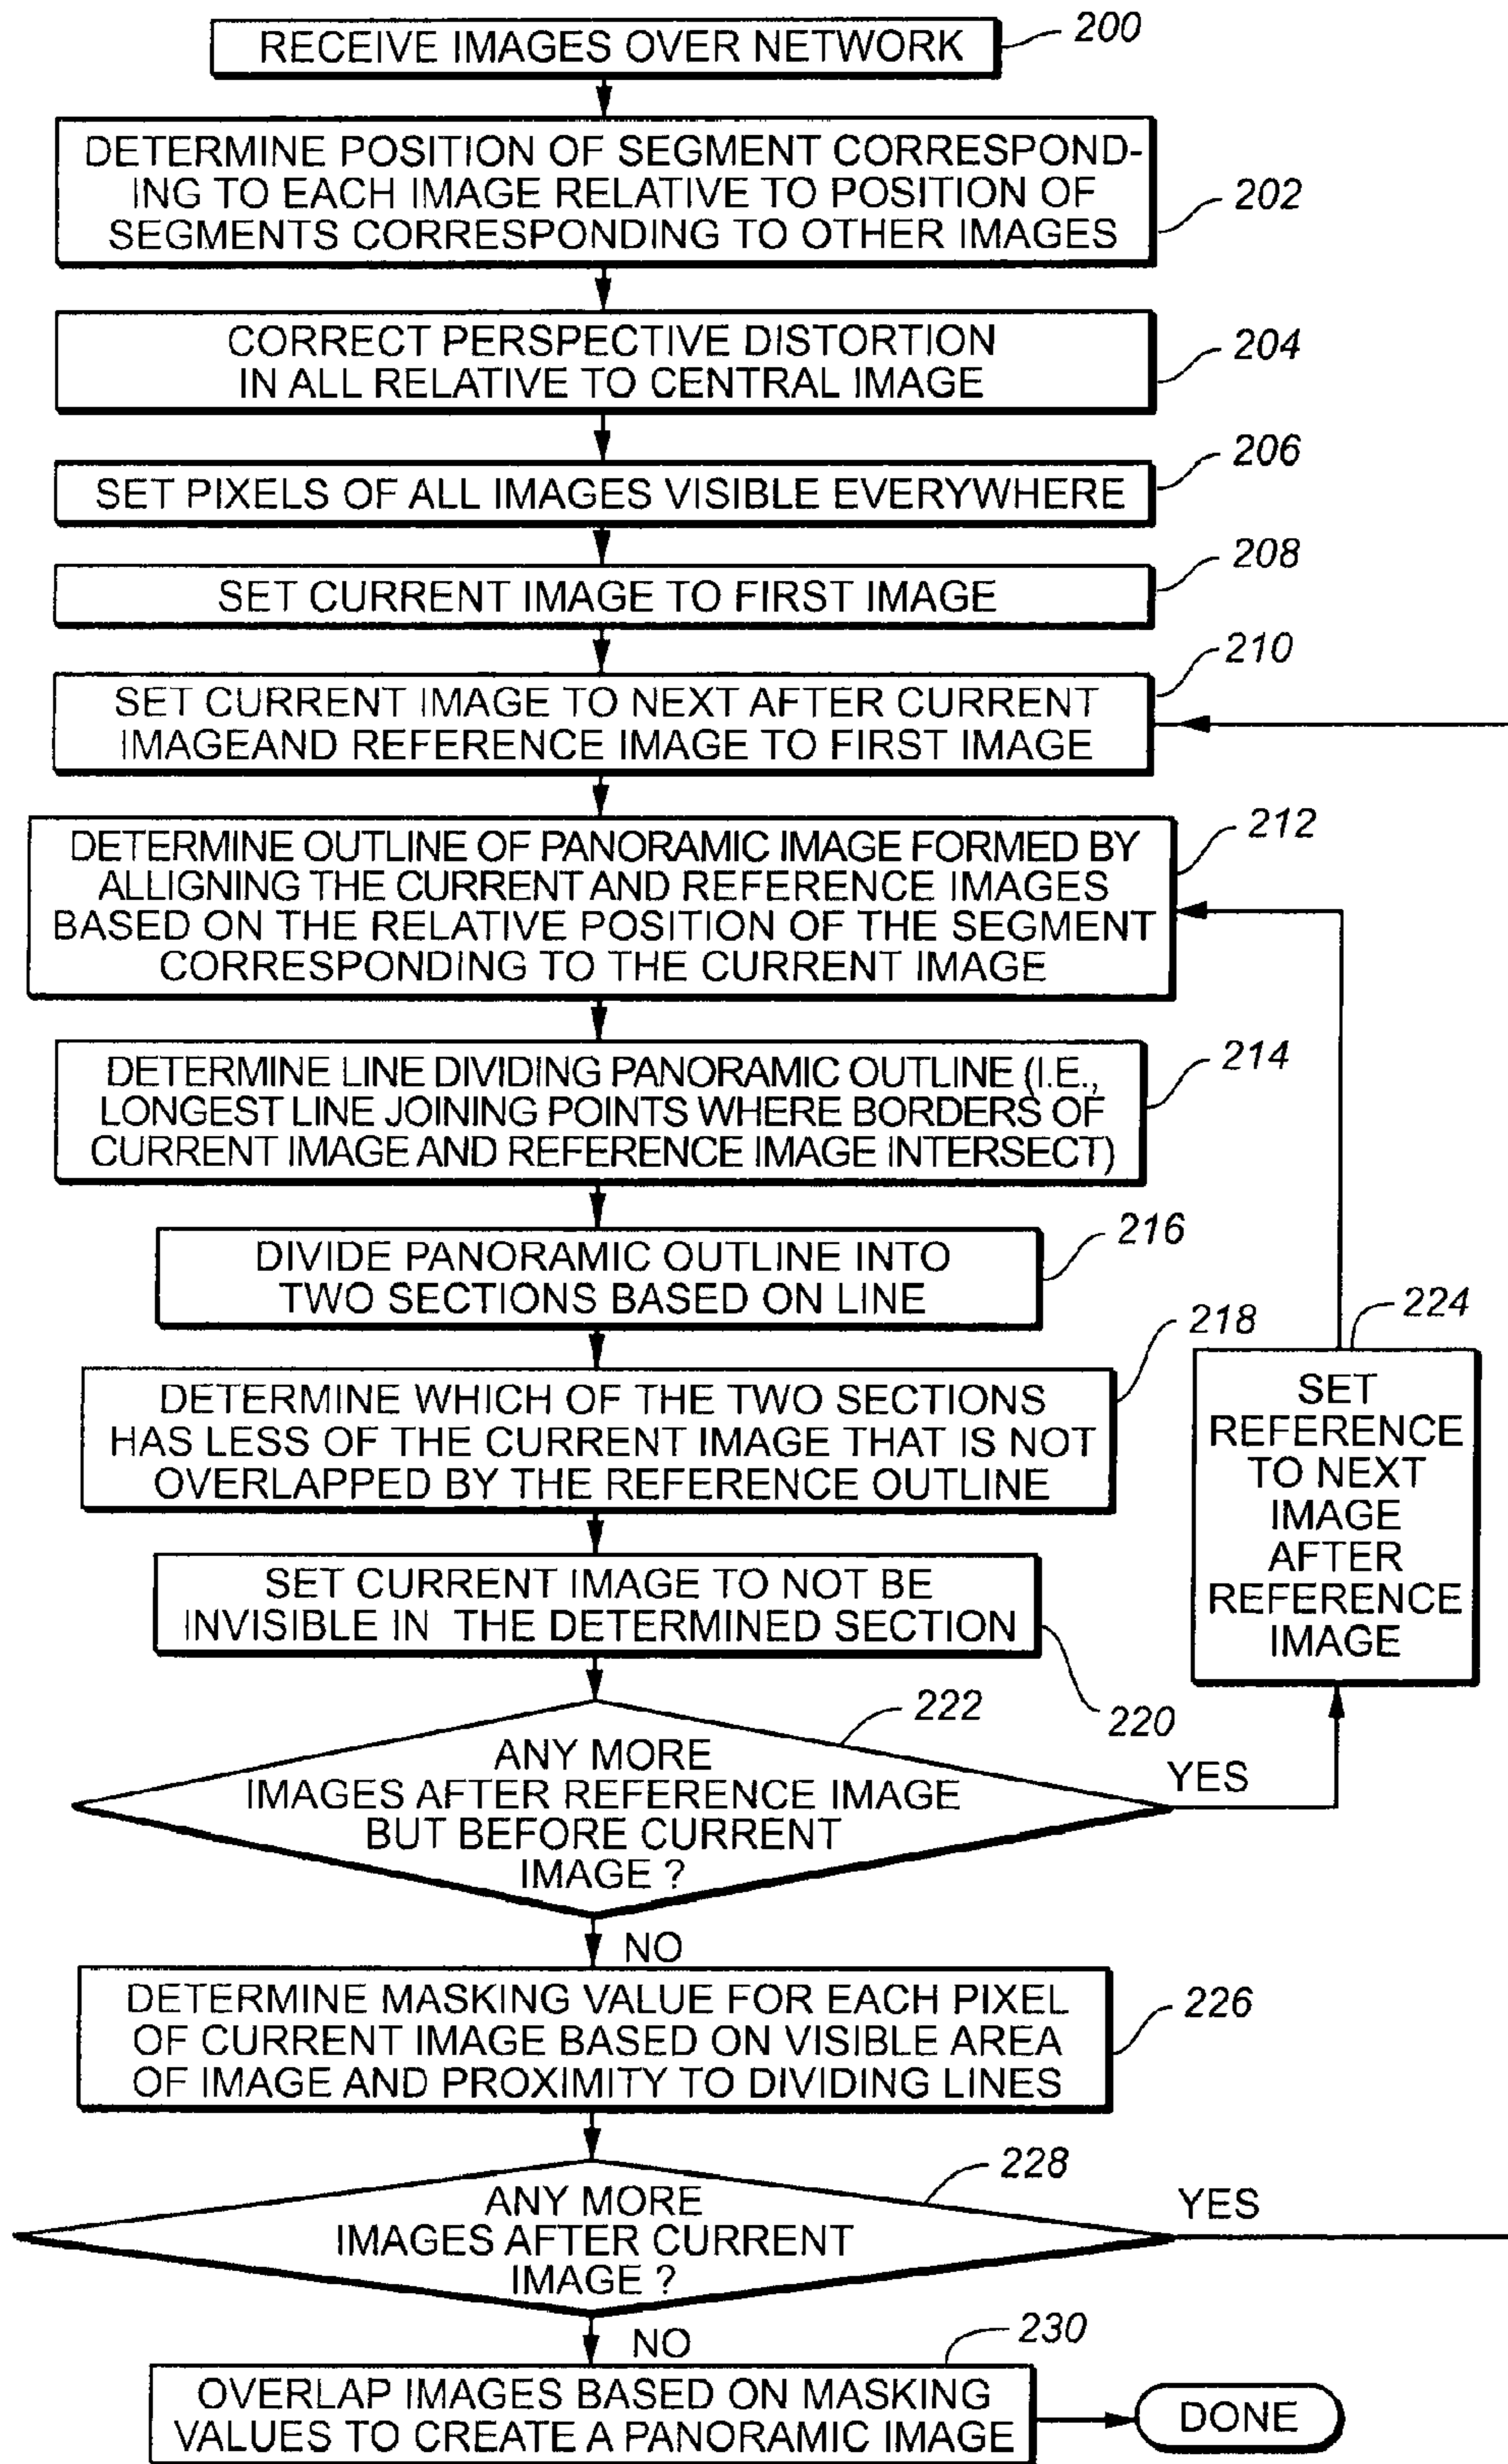 RECEIVE IMAGES OVER NETWORK
200
DETERMINE POSITION OF SEGMENT CORRESPOND-
ING TO EACH IMAGE RELATIVE TO POSITION OF
SEGMENTS CORRESPONDING TO OTHER IMAGES
202
CORRECT PERSPECTIVE DISTORTION
IN ALL RELATIVE TO CENTRAL IMAGE
204
SET PIXELS OF ALL IMAGES VISIBLE EVERYWHERE
206
SET CURRENT IMAGE TO FIRST IMAGE
208
SET CURRENT IMAGE TO NEXT AFTER CURRENT
IMAGEAND REFERENCE IMAGE TO FIRST IMAGE
210
DETERMINE OUTLINE OF PANORAMIC IMAGE FORMED BY
ALLIGNING THE CURRENT AND REFERENCE IMAGES
BASED ON THE RELATIVE POSITION OF THE SEGMENT
CORRESPONDING TO THE CURRENT IMAGE
212
DETERMINE LINE DIVIDING PANORAMIC OUTLINE (I.E.,
LONGEST LINE JOINING POINTS WHERE BORDERS OF
CURRENT IMAGE AND REFERENCE IMAGE INTERSECT)
214
DIVIDE PANORAMIC OUTLINE INTO
TWO SECTIONS BASED ON LINE
216
DETERMINE WHICH OF THE TWO SECTIONS
HAS LESS OF THE CURRENT IMAGE THAT IS NOT
OVERLAPPED BY THE REFERENCE OUTLINE
218
SET CURRENT IMAGE TO NOT BE
INVISIBLE IN THE DETERMINED SECTION
220
ANY MORE
IMAGES AFTER REFERENCE IMAGE
BUT BEFORE CURRENT
IMAGE ?
222
YES
224
SET
REFERENCE
TO NEXT
IMAGE
AFTER
REFERENCE
IMAGE
NO
DETERMINE MASKING VALUE FOR EACH PIXEL
OF CURRENT IMAGE BASED ON VISIBLE AREA
OF IMAGE AND PROXIMITY TO DIVIDING LINES
226
ANY MORE
IMAGES AFTER CURRENT
IMAGE ?
228
YES
NO
230
OVERLAP IMAGES BASED ON MASKING
VALUES TO CREATE A PANORAMIC IMAGE
DONE